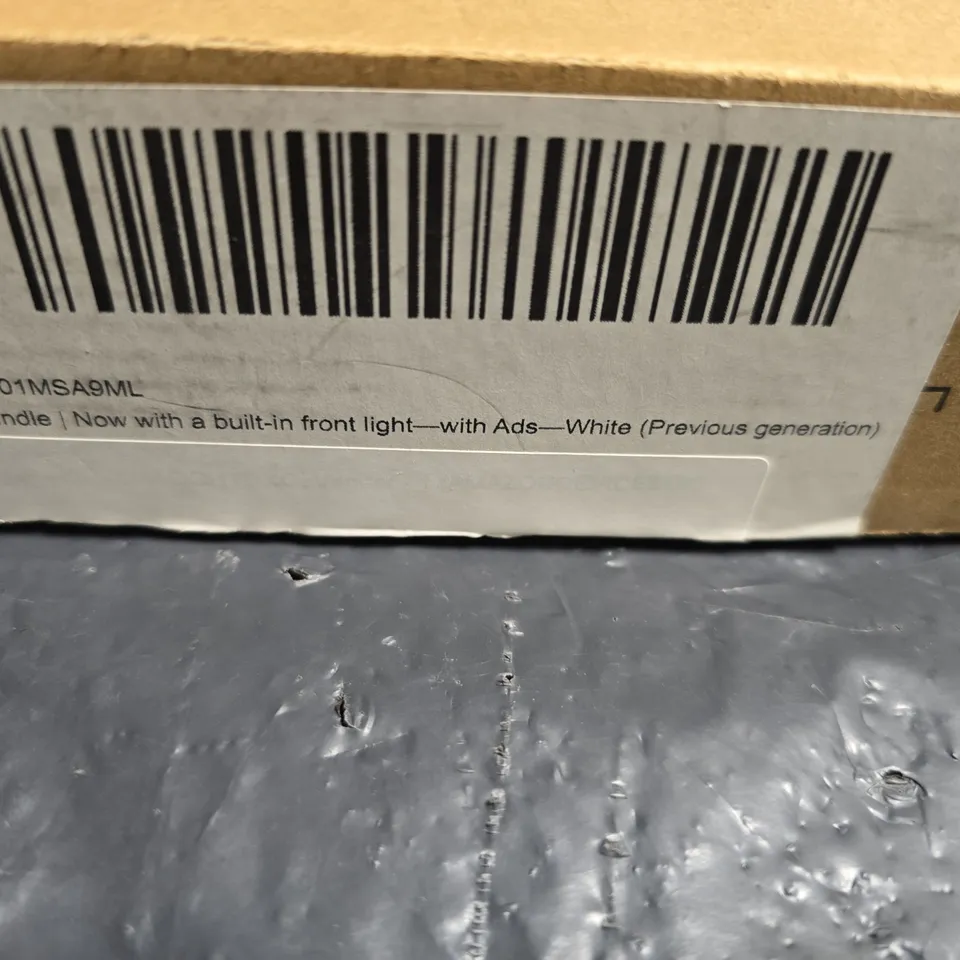 01MSA9ML
ndle | Now with a built-in front light—with Ads—White (Previous generation)